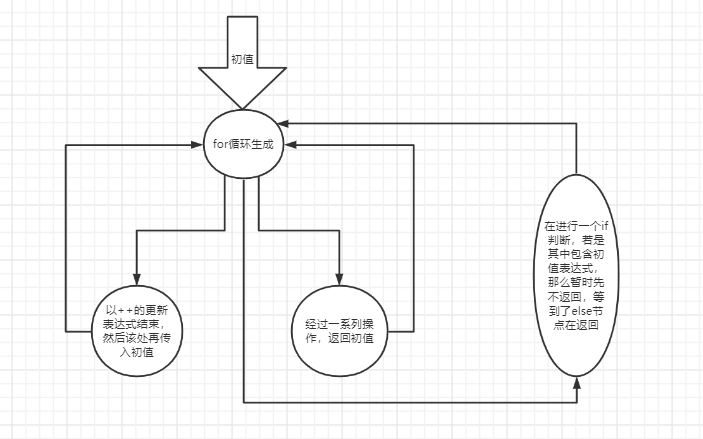 初值
for循环生成
以++的更新
表达式结束，
然后该处再传
入初值
经过一系列操
作，返回初值
在进行一个if
判断，若是
其中包含初
值表达式，
那么暂时先
不返回，等
到了else节
点在返回